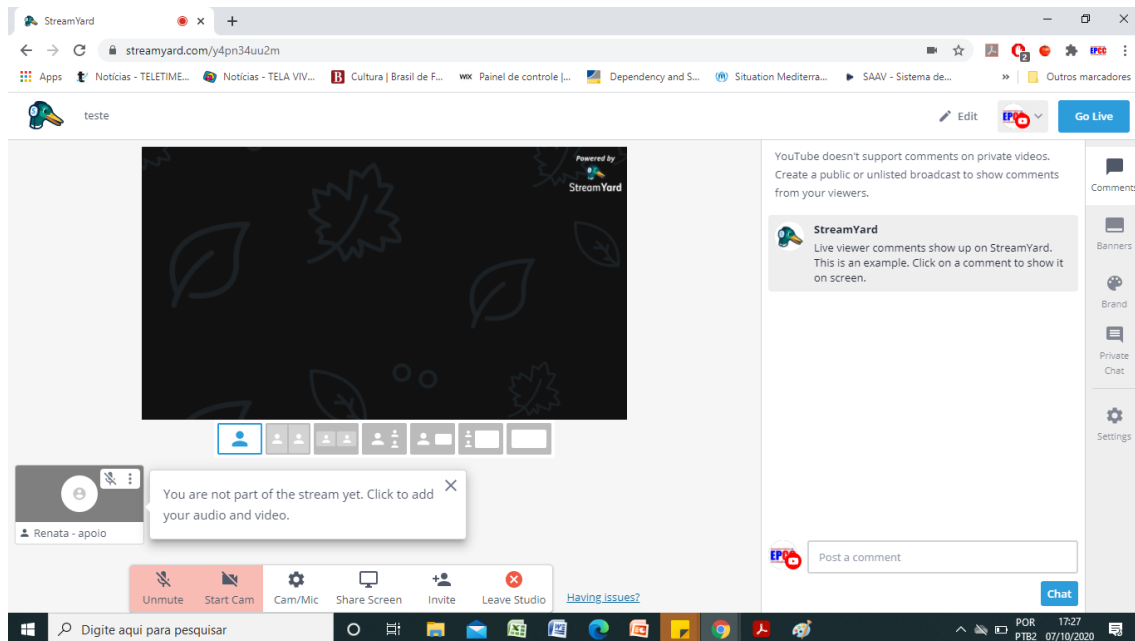 StreamYard
streamyard.com/y4pn34uu2m
2
EPCC
Apps
Notícias - TELETIME...
Notícias - TELA VIV...
B Cultura | Brasil de F...
WIX Painel de controle |...
Dependency and S...
Situation Mediterra...
SAAV - Sistema de...
»
Outros marcadores
teste
Edit
Go Live
Powered by
StreamYard
YouTube doesn't support comments on private videos.
Create a public or unlisted broadcast to show comments
from your viewers.
StreamYard
Live viewer comments show up on StreamYard.
This is an example. Click on a comment to show it
on screen.
Comments
Banners
Brand
Private
Chat
Settings
You are not part of the stream yet. Click to add
your audio and video.
Renata - apoio
Post a comment
Chat
Unmute
Start Cam
Cam/Mic
Share Screen
Invite
Leave Studio
Having issues?
Digite aqui para pesquisar
POR
PTB2
17:27
07/10/2020